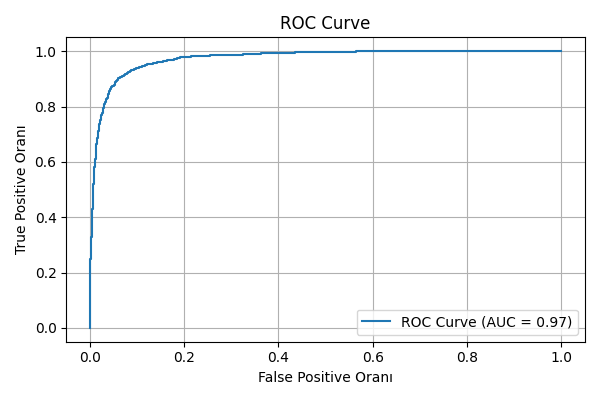 ROC Curve
True Positive Oranı
1.0
0.8
0.6
0.4
0.2
0.0
ROC Curve (AUC = 0.97)
0.0 0.2 0.4 0.6 0.8 1.0
False Positive Oranı